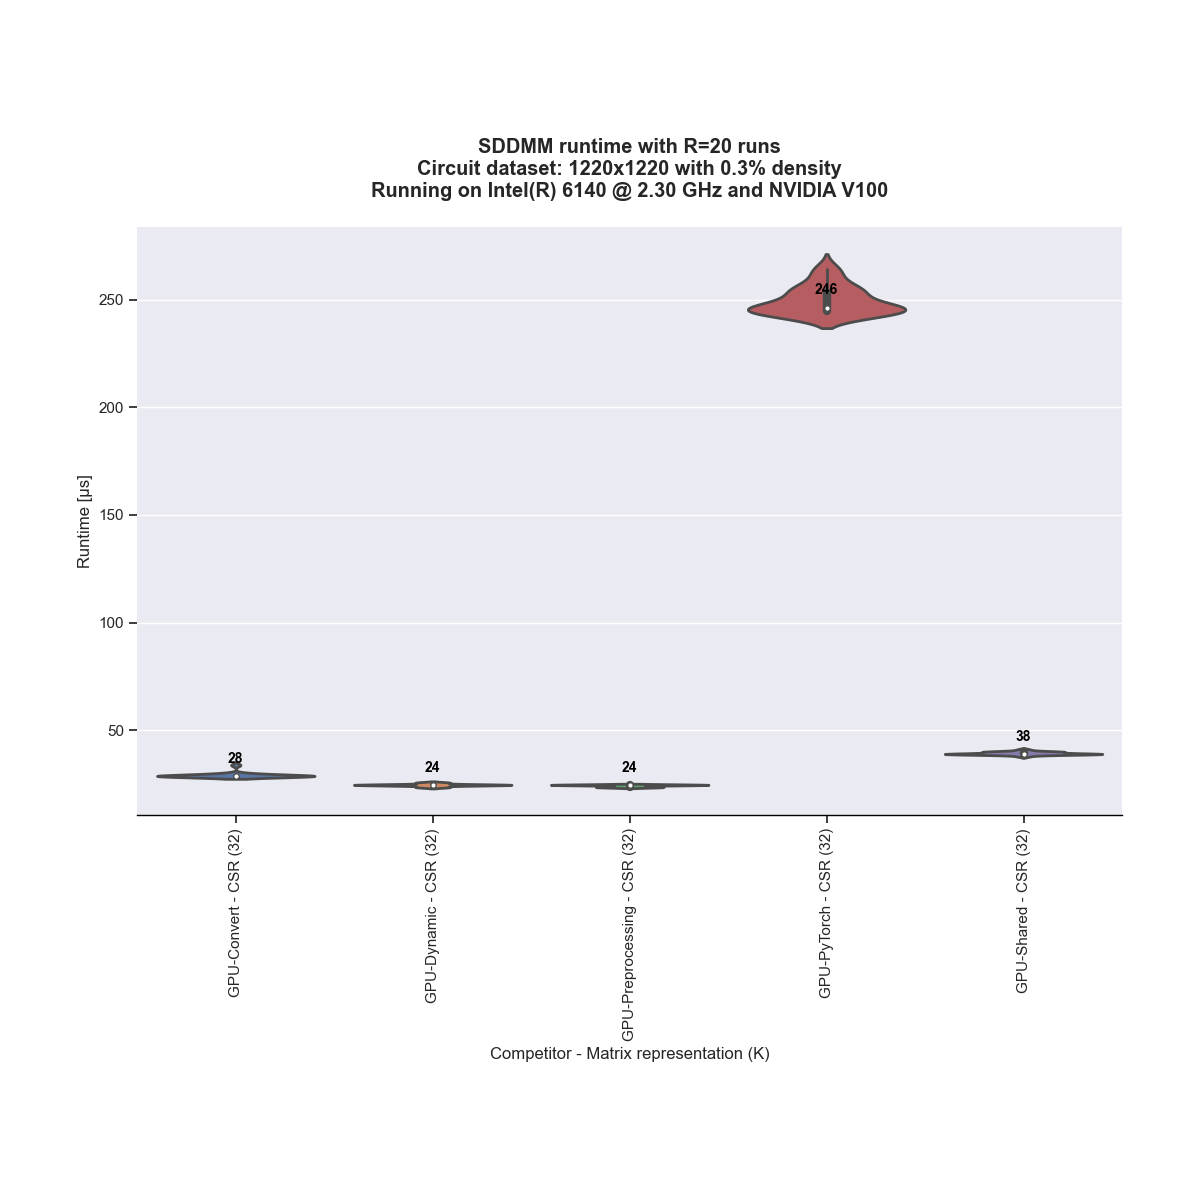 SDDMM runtime with R=20 runs
Circuit dataset: 1220x1220 with 0.3% density
Running on Intel(R) 6140 @ 2.30 GHz and NVIDIA V100
Runtime [μs]
250
200
150
100
50
28
24
24
246
38
GPU-Convert - CSR (32)
GPU-Dynamic - CSR (32)
GPU-Preprocessing - CSR (32)
GPU-PyTorch - CSR (32)
GPU-Shared - CSR (32)
Competitor - Matrix representation (K)